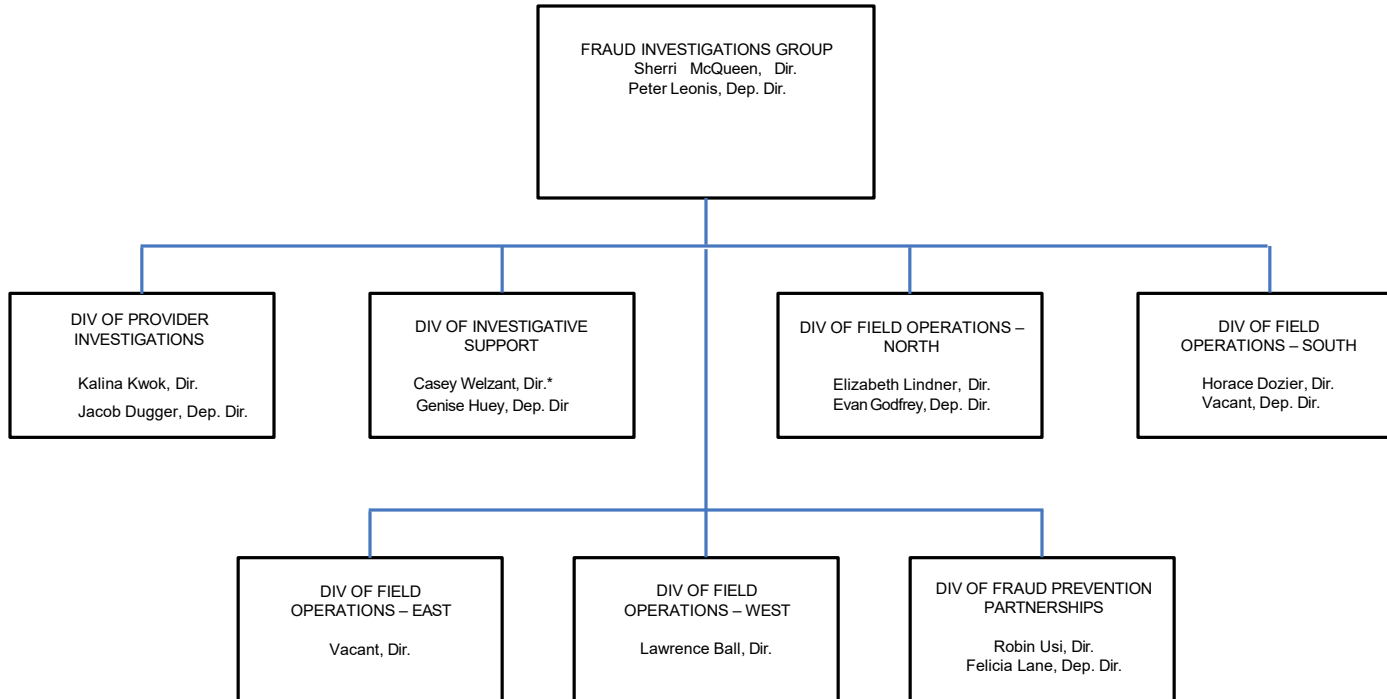 FRAUD INVESTIGATIONS GROUP
Sherri McQueen, Dir.
Peter Leonis, Dep. Dir.
DIV OF PROVIDER
INVESTIGATIONS
Kalina Kwok, Dir.
Jacob Dugger, Dep. Dir.
DIV OF INVESTIGATIVE
SUPPORT
Casey Welzant, Dir.*
Genise Huey, Dep. Dir
DIV OF FIELD OPERATIONS –
NORTH
Elizabeth Lindner, Dir.
Evan Godfrey, Dep. Dir.
DIV OF FIELD
OPERATIONS – SOUTH
Horace Dozier, Dir.
Vacant, Dep. Dir.
DIV OF FIELD
OPERATIONS – EAST
Vacant, Dir.
DIV OF FIELD
OPERATIONS – WEST
Lawrence Ball, Dir.
DIV OF FRAUD PREVENTION
PARTNERSHIPS
Robin Usi, Dir.
Felicia Lane, Dep. Dir.